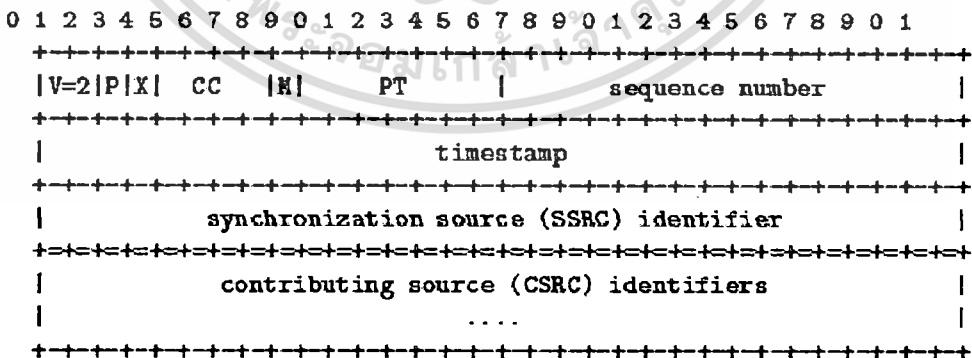 0 1 2 3 4 5 6 7 8 9 0 1 2 3 4 5 6 7 8 9 0 1 2 3 4 5 6 7 8 9 0 1
+-+-+-+-+-+-+-+-+-+-+-+-+-+-+-+-+-+-+-+-+-+-+-+-+-+-+-+-+-+-+-+-+
|V=2|P|X|  CC   |M|     PT      |       sequence number         |
+-+-+-+-+-+-+-+-+-+-+-+-+-+-+-+-+-+-+-+-+-+-+-+-+-+-+-+-+-+-+-+-+
|                           timestamp                           |
+-+-+-+-+-+-+-+-+-+-+-+-+-+-+-+-+-+-+-+-+-+-+-+-+-+-+-+-+-+-+-+-+
|           synchronization source (SSRC) identifier            |
+=+=+=+=+=+=+=+=+=+=+=+=+=+=+=+=+=+=+=+=+=+=+=+=+=+=+=+=+=+=+=+=+
|            contributing source (CSRC) identifiers             |
|                             ....                              |
+-+-+-+-+-+-+-+-+-+-+-+-+-+-+-+-+-+-+-+-+-+-+-+-+-+-+-+-+-+-+-+-+